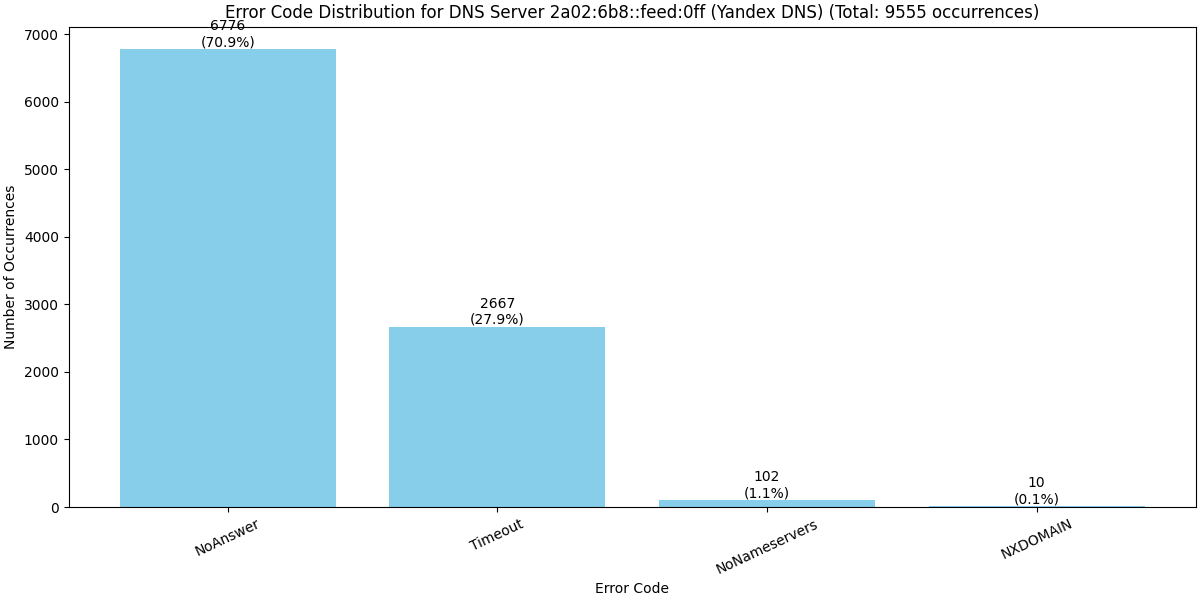 Error Code Distribution for DNS Server 2a02:6b8::feed:0ff (Yandex DNS) (Total: 9555 occurrences)
6776
(70.9%)
2667
(27.9%)
102
(1.1%)
10
(0.1%)
7000
6000
5000
4000
3000
2000
1000
0
Number of Occurrences
NoAnswer
Timeout
NoNameservers
NXDOMAIN
Error Code